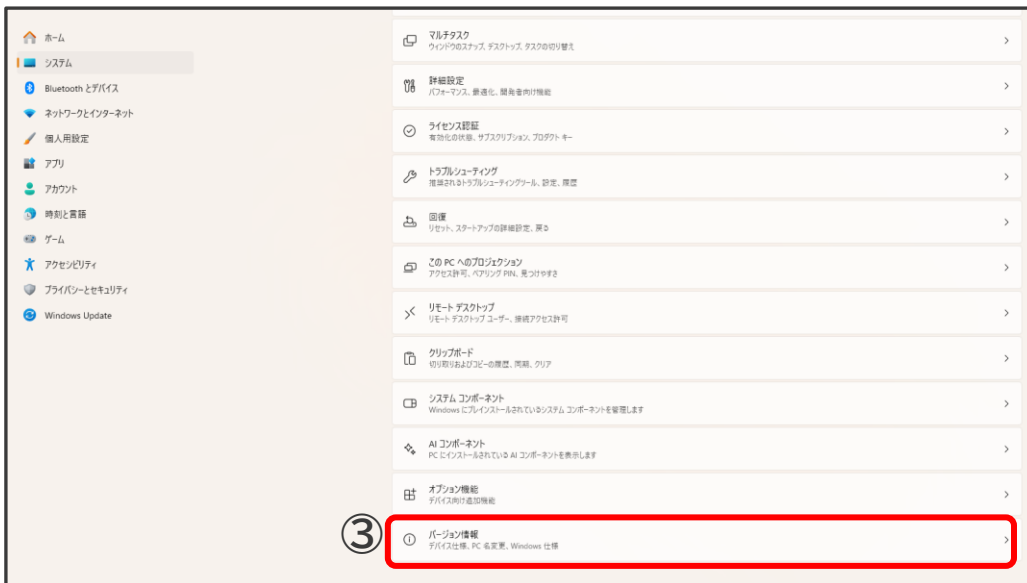 ホーム
システム
Bluetooth とデバイス
ネットワークとインターネット
個人用設定
アプリ
アカウント
時刻と言語
ゲーム
アクセシビリティ
プライバシーとセキュリティ
Windows Update
マルチタスク
ウィンドウのスナップ、デスクトップ、タスクの切り替え
詳細設定
パフォーマンス、最適化、開発者向け機能
ライセンス認証
有効化の状態、サブスクリプション、プロダクト キー
トラブルシューティング
推奨されるトラブルシューティングツール、設定、履歴
回復
リセット、スタートアップの詳細設定、戻る
この PC へのプロジェクション
アクセス許可、ペアリング PIN、見つけやすさ
リモート デスクトップ
リモート デスクトップ ユーザー、接続アクセス許可
クリップボード
切り取りおよびコピーの履歴、同期、クリア
システム コンポーネント
Windows にプレインストールされているシステム コンポーネントを管理します
AI コンポーネント
PC にインストールされている AI コンポーネントを表示します
オプション機能
デバイス向け追加機能
③
バージョン情報
デバイス仕様、PC 名変更、Windows 仕様